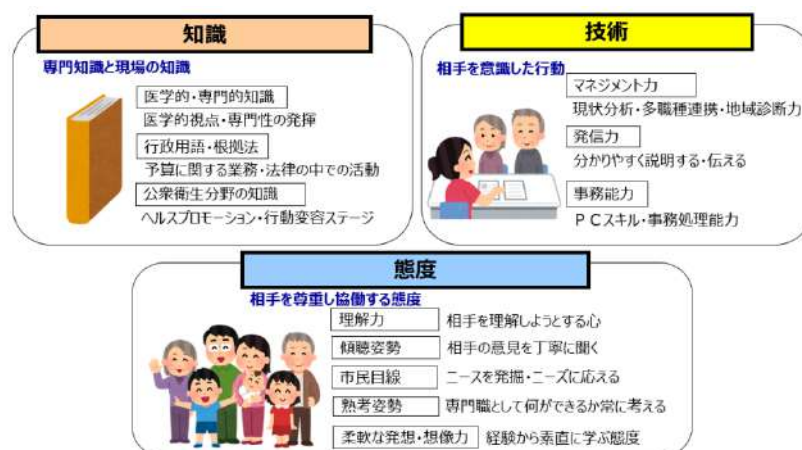 知識
専門知識と現場の知識
医学的・専門的知識
医学的視点・専門性の発揮
行政用語・根拠法
予算に関する業務・法律の中での活動
公衆衛生分野の知識
ヘルスプロモーション・行動変容ステージ
技術
相手を意識した行動
マネジメント力
現状分析・多職種連携・地域診断力
発信力
分かりやすく説明する・伝える
事務能力
ＰＣスキル・事務処理能力
態度
相手を尊重し協働する態度
理解力 相手を理解しようとする心
傾聴姿勢 相手の意見を丁寧に聞く
市民目線 ニーズを発掘・ニーズに応える
熟考姿勢 専門職として何ができるか常に考える
柔軟な発想・想像力 経験から素直に学ぶ態度